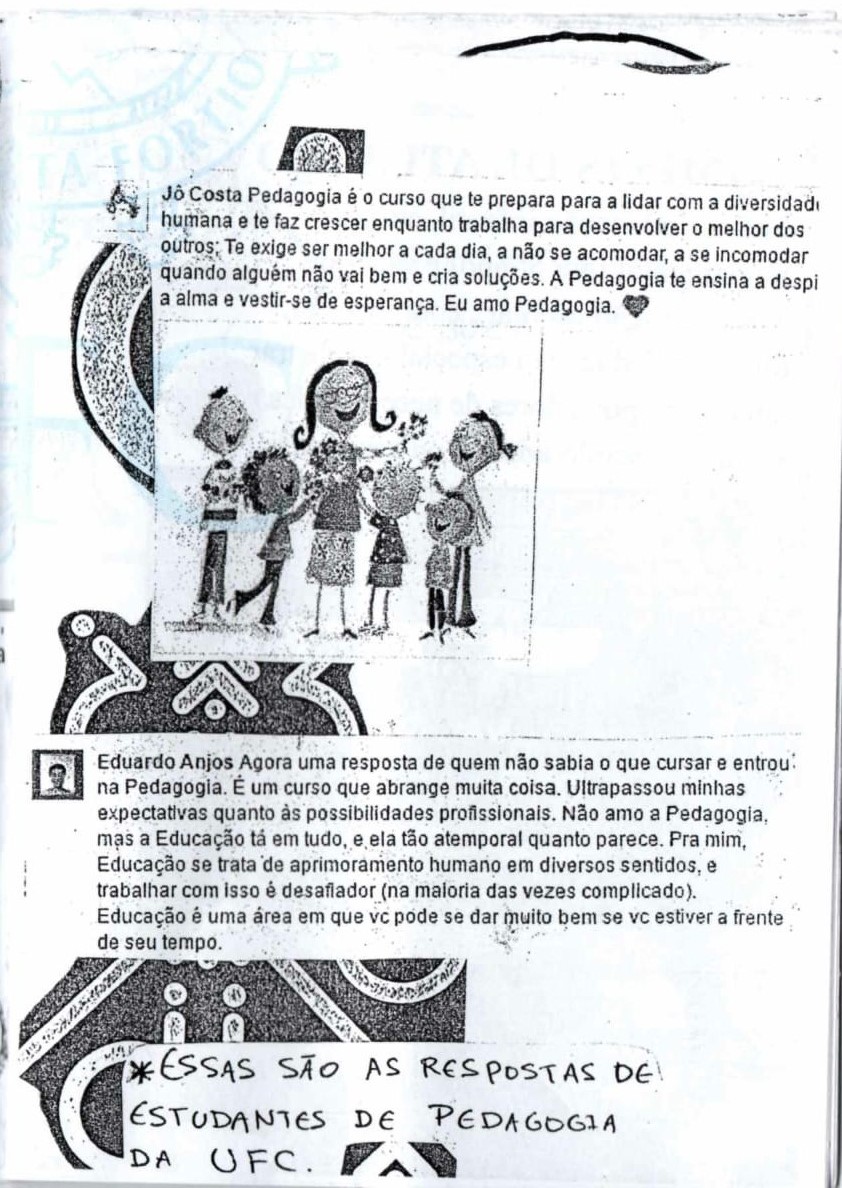 Jô Costa Pedagogia é o curso que te prepara para a lidar com a diversidad
humana e te faz crescer enquanto trabalha para desenvolver o melhor dos
outros; Te exige ser melhor a cada dia, a não se acomodar, a se incomodar
quando alguém não vai bem e cria soluções. A Pedagogia te ensina a despi
a alma e vestir-se de esperança. Eu amo Pedagogia. ♥
Eduardo Anjos Agora uma resposta de quem não sabia o que cursar e entrou
na Pedagogia. É um curso que abrange muita coisa. Ultrapassou minhas
expectativas quanto às possibilidades profissionais. Não amo a Pedagogia,
mas a Educação tá em tudo, e ela tão atemporal quanto parece. Pra mim,
Educação se trata de aprimoramento humano em diversos sentidos, e
trabalhar com isso é desafiador (na maioria das vezes complicado).
Educação é uma área em que vc pode se dar muito bem se vc estiver a frente
de seu tempo.
*ESSAS SÃO AS RESPOSTAS DE
ESTUDANTES DE PEDAGOGIA
DA UFC.